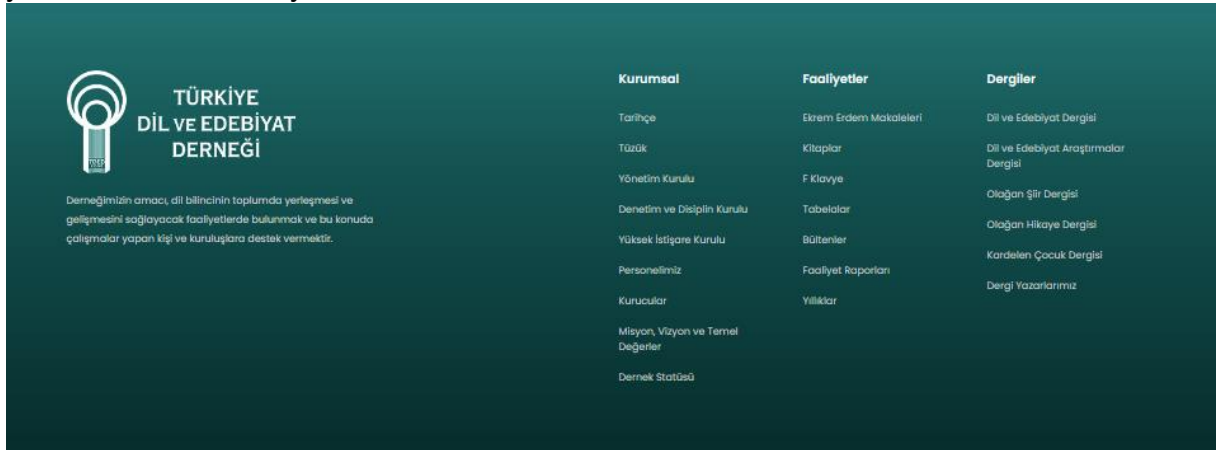 TÜRKİYE
DİL VE EDEBİYAT
DERNEĞİ
TDED
Derneğimizin amacı, dil bilincinin toplumda yerleşmesi ve
gelişmesini sağlayacak faaliyetlerde bulunmak ve bu konuda
çalışmalar yapan kişi ve kuruluşlara destek vermektir.
Kurumsal
Tarihçe
Tüzük
Yönetim Kurulu
Denetim ve Disiplin Kurulu
Yüksek İstişare Kurulu
Personelimiz
Kurucular
Misyon, Vizyon ve Temel
Değerler
Dernek Statüsü
Faaliyetler
Ekrem Erdem Makaleleri
Kitaplar
F Klavye
Tabelalar
Bültenler
Faaliyet Raporları
Yıllıklar
Dergiler
Dil ve Edebiyat Dergisi
Dil ve Edebiyat Araştırmalar
Dergisi
Olağan Şiir Dergisi
Olağan Hikaye Dergisi
Kardelen Çocuk Dergisi
Dergi Yazarlarımız